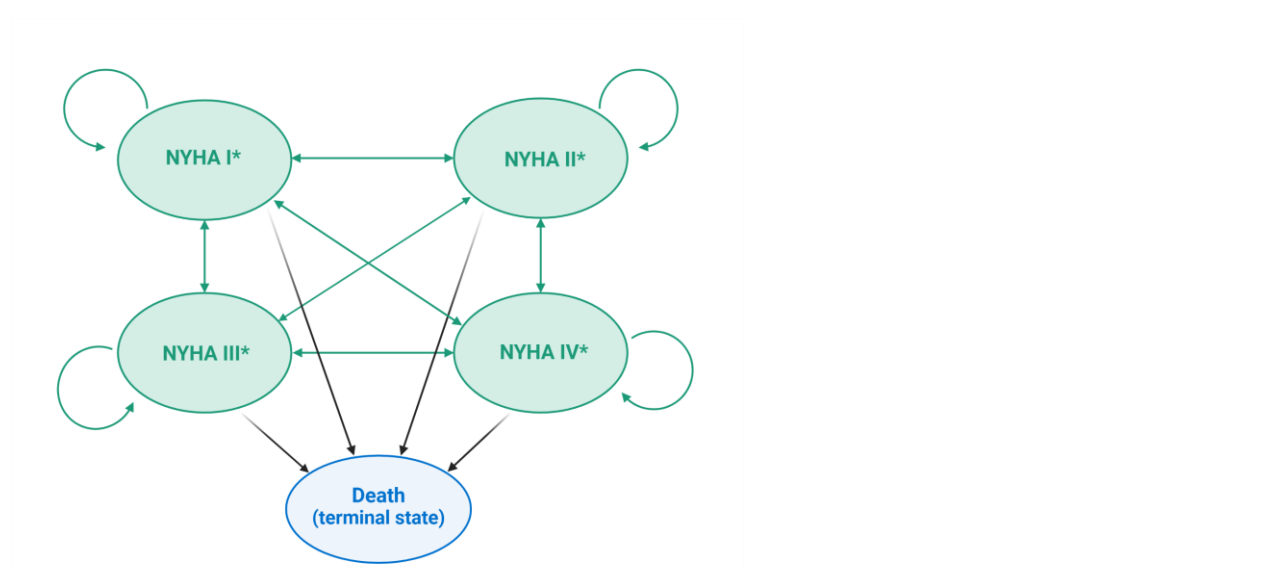 NYHA I*
NYHA II*
NYHA III*
NYHA IV*
Death
(terminal state)